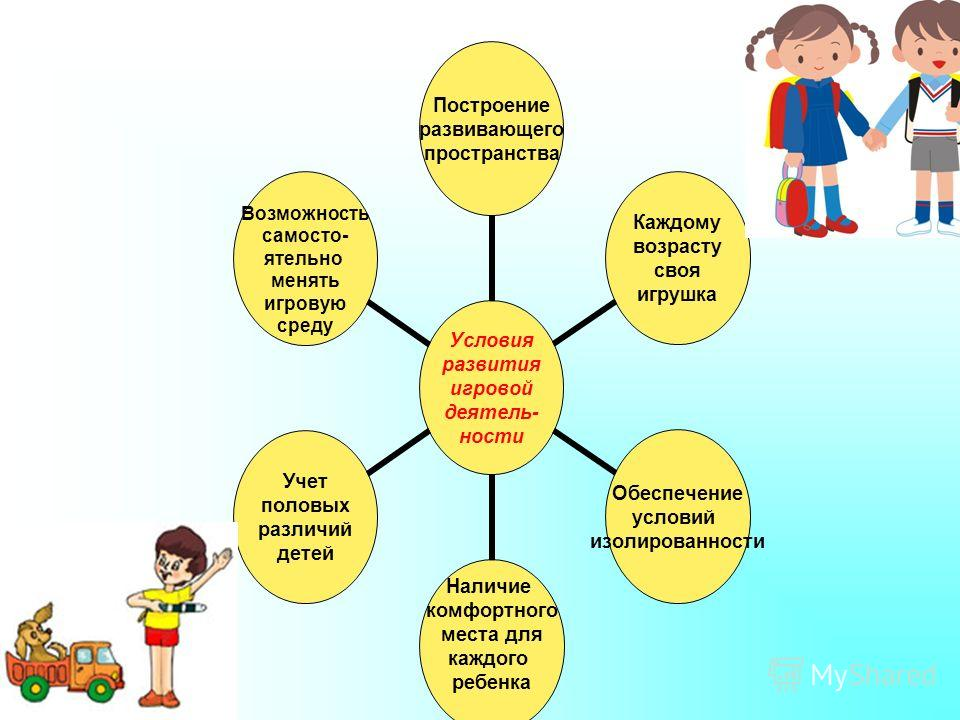 Построение
развивающего
пространства
Возможность
самосто-
ятельно
менять
игровую
среду
Каждому
возрасту
своя
игрушка
Условия
развития
игровой
деятель-
ности
Учет
половых
различий
детей
Обеспечение
условий
изолированности
Наличие
комфортного
места для
каждого
ребенка
MyShared